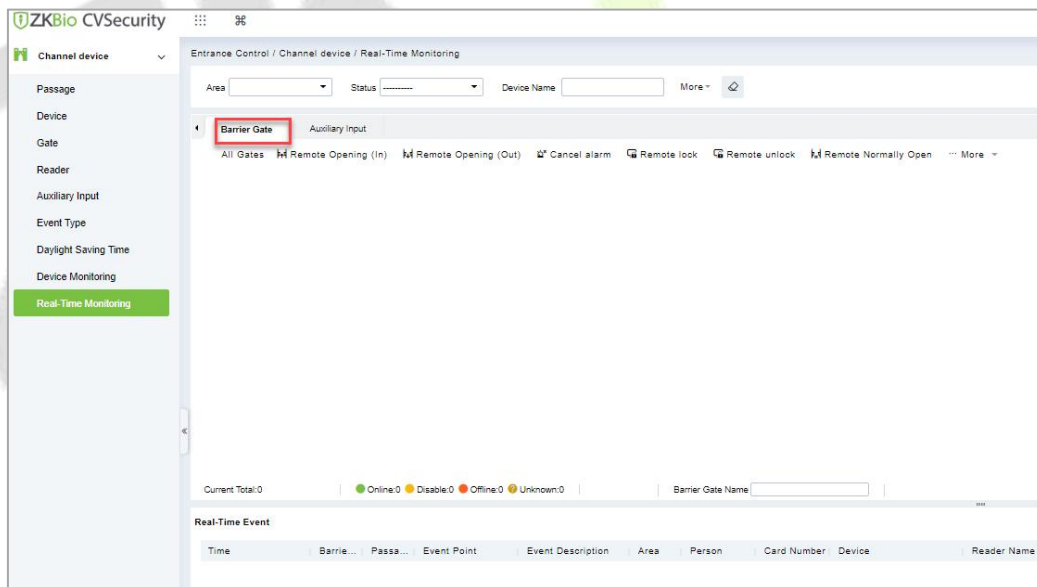 ZKBio CVSecurity
Channel device
Entrance Control / Channel device / Real-Time Monitoring
Passage
Device
Gate
Reader
Auxiliary Input
Event Type
Daylight Saving Time
Device Monitoring
Real-Time Monitoring
Area Status ---------- Device Name More
Barrier Gate Auxiliary Input
All Gates Remote Opening (In) Remote Opening (Out) Cancel alarm Remote lock Remote unlock Remote Normally Open ··· More
Current Total:0 Online:0 Disable:0 Offline:0 Unknown:0 Barrier Gate Name
Real-Time Event
Time Barrie... Passa... Event Point Event Description Area Person Card Number Device Reader Name